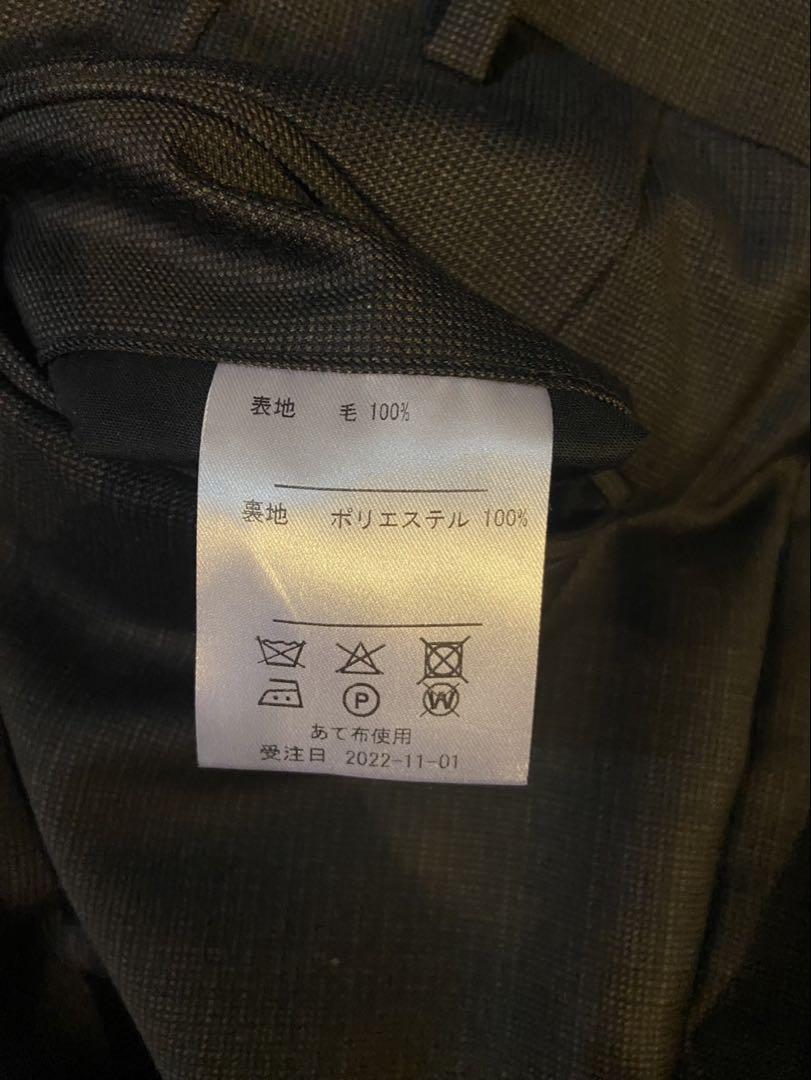 表地 毛 100%
裏地 ポリエステル 100%
P W
あて布使用
受注日 2022-11-01